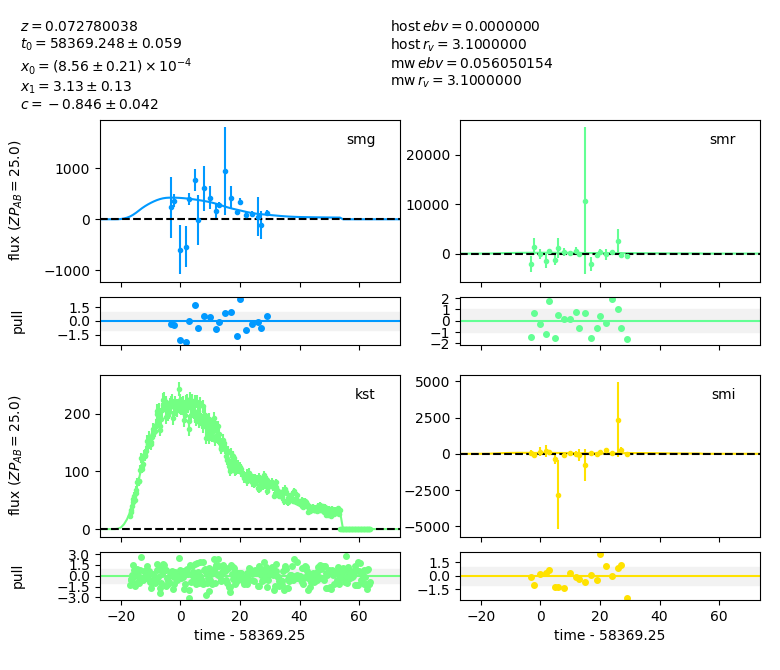 z = 0.072780038
t0 = 58369.248 ± 0.059
x0 = (8.56 ± 0.21) × 10−4
x1 = 3.13 ± 0.13
c = −0.846 ± 0.042
host ebv = 0.0000000
host rv = 3.1000000
mw ebv = 0.056050154
mw rv = 3.1000000
flux (ZPAB = 25.0)
1000
0
−1000
smg
20000
10000
0
smr
pull
1.5
0.0
−1.5
2
1
0
−1
−2
flux (ZPAB = 25.0)
200
100
0
kst
5000
2500
0
−2500
−5000
smi
pull
3.0
1.5
0.0
−1.5
−3.0
1.5
0.0
−1.5
−20 0 20 40 60
time - 58369.25
−20 0 20 40 60
time - 58369.25